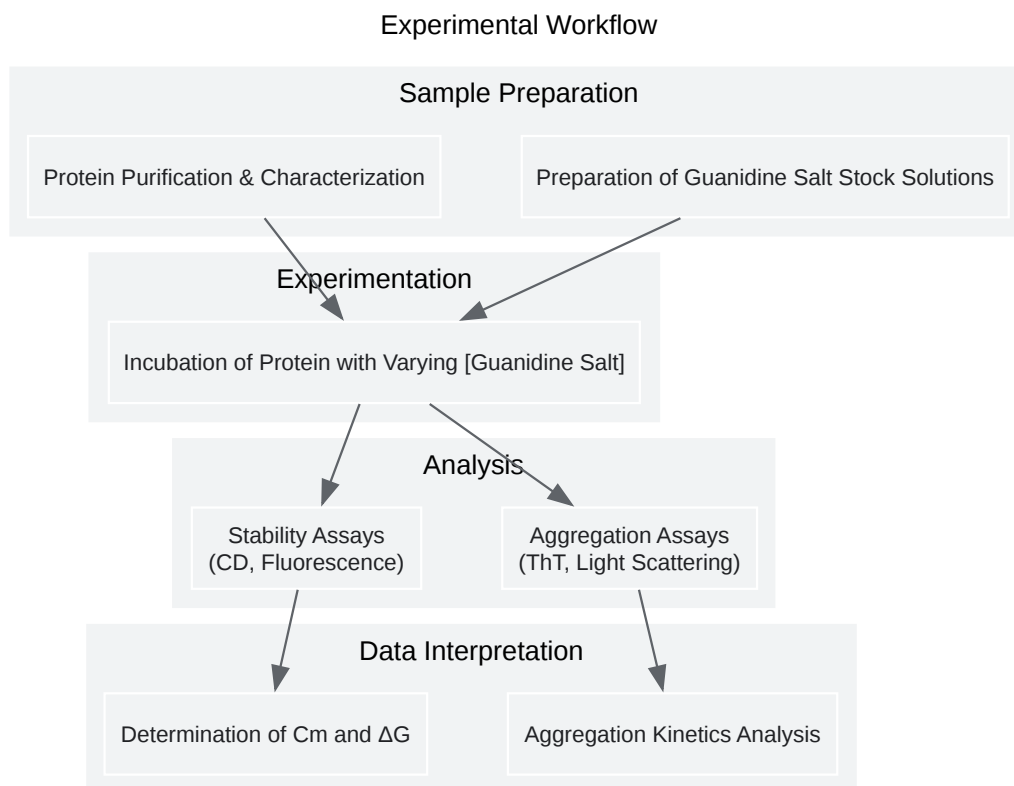 Experimental Workflow
Sample Preparation
Protein Purification & Characterization
Preparation of Guanidine Salt Stock Solutions
Experimentation
Incubation of Protein with Varying [Guanidine Salt]
Analysis
Stability Assays
(CD, Fluorescence)
Aggregation Assays
(ThT, Light Scattering)
Data Interpretation
Determination of Cm and ΔG
Aggregation Kinetics Analysis